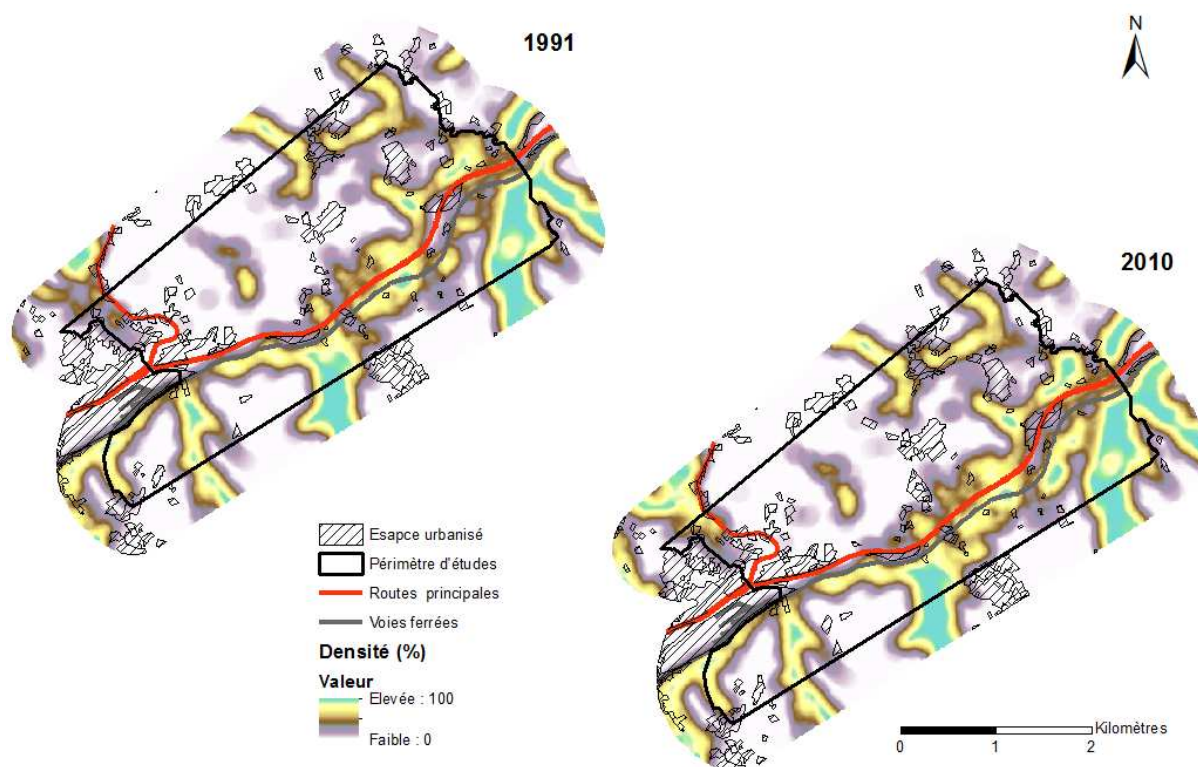 1991
N
2010
Esapce urbanisé
Périmètre d'études
Routes principales
Voies ferrées
Densité (%)
Valeur
Elevée : 100
Faible : 0
Kilomètres
0 1 2